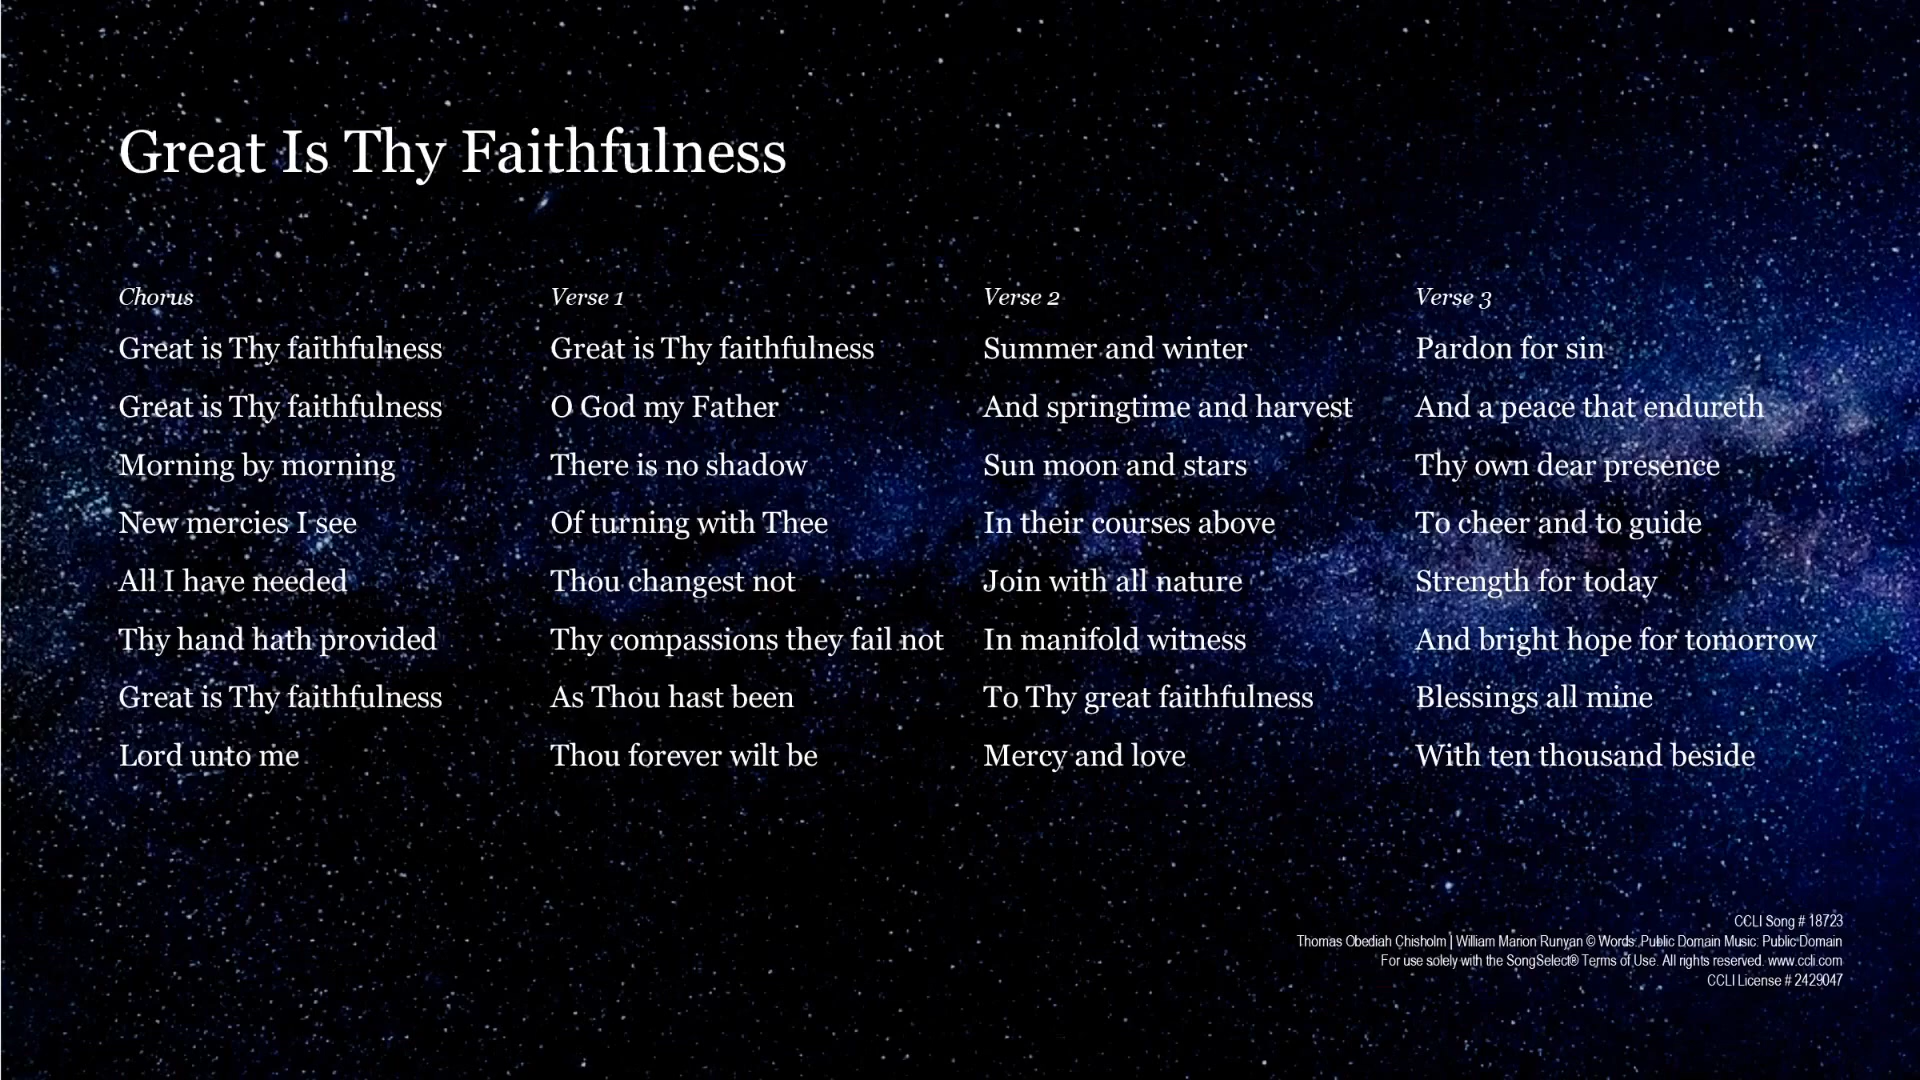 Great Is Thy Faithfulness
Chorus
Great is Thy faithfulness
Great is Thy faithfulness
Morning by morning
New mercies I see
All I have needed
Thy hand hath provided
Great is Thy faithfulness
Lord unto me
Verse 1
Great is Thy faithfulness
O God my Father
There is no shadow
Of turning with Thee
Thou changest not
Thy compassions they fail not
As Thou hast been
Thou forever wilt be
Verse 2
Summer and winter
And springtime and harvest
Sun moon and stars
In their courses above
Join with all nature
In manifold witness
To Thy great faithfulness
Mercy and love
Verse 3
Pardon for sin
And a peace that endureth
Thy own dear presence
To cheer and to guide
Strength for today
And bright hope for tomorrow
Blessings all mine
With ten thousand beside
CCLI Song # 18723
Thomas Obediah Chisholm | William Marion Runyan © Words: Public Domain Music: Public Domain
For use solely with the SongSelect® Terms of Use. All rights reserved. www.ccli.com
CCLI License # 2429047